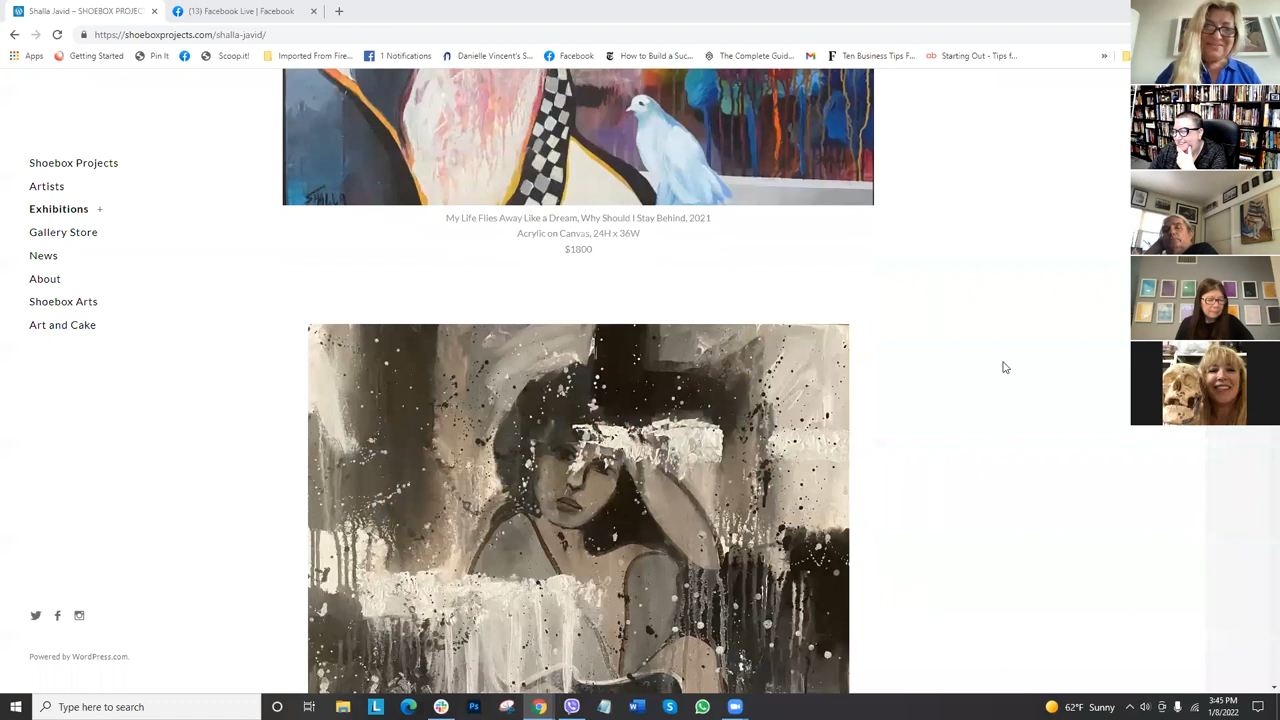 Shalla Javid – SHOEBOX PROJEC
(13) Facebook Live | Facebook
https://shoeboxprojects.com/shalla-javid/
Apps
Getting Started
Pin It
Scoop.it!
Imported From Fire...
1 Notifications
Danielle Vincent's S...
Facebook
How to Build a Suc...
The Complete Guid...
Ten Business Tips F...
Starting Out - Tips f...
Shoebox Projects
Artists
Exhibitions +
Gallery Store
News
About
Shoebox Arts
Art and Cake
My Life Flies Away Like a Dream, Why Should I Stay Behind, 2021
Acrylic on Canvas, 24H x 36W
$1800
Powered by WordPress.com.
Type here to search
62°F Sunny
3:45 PM
1/8/2022